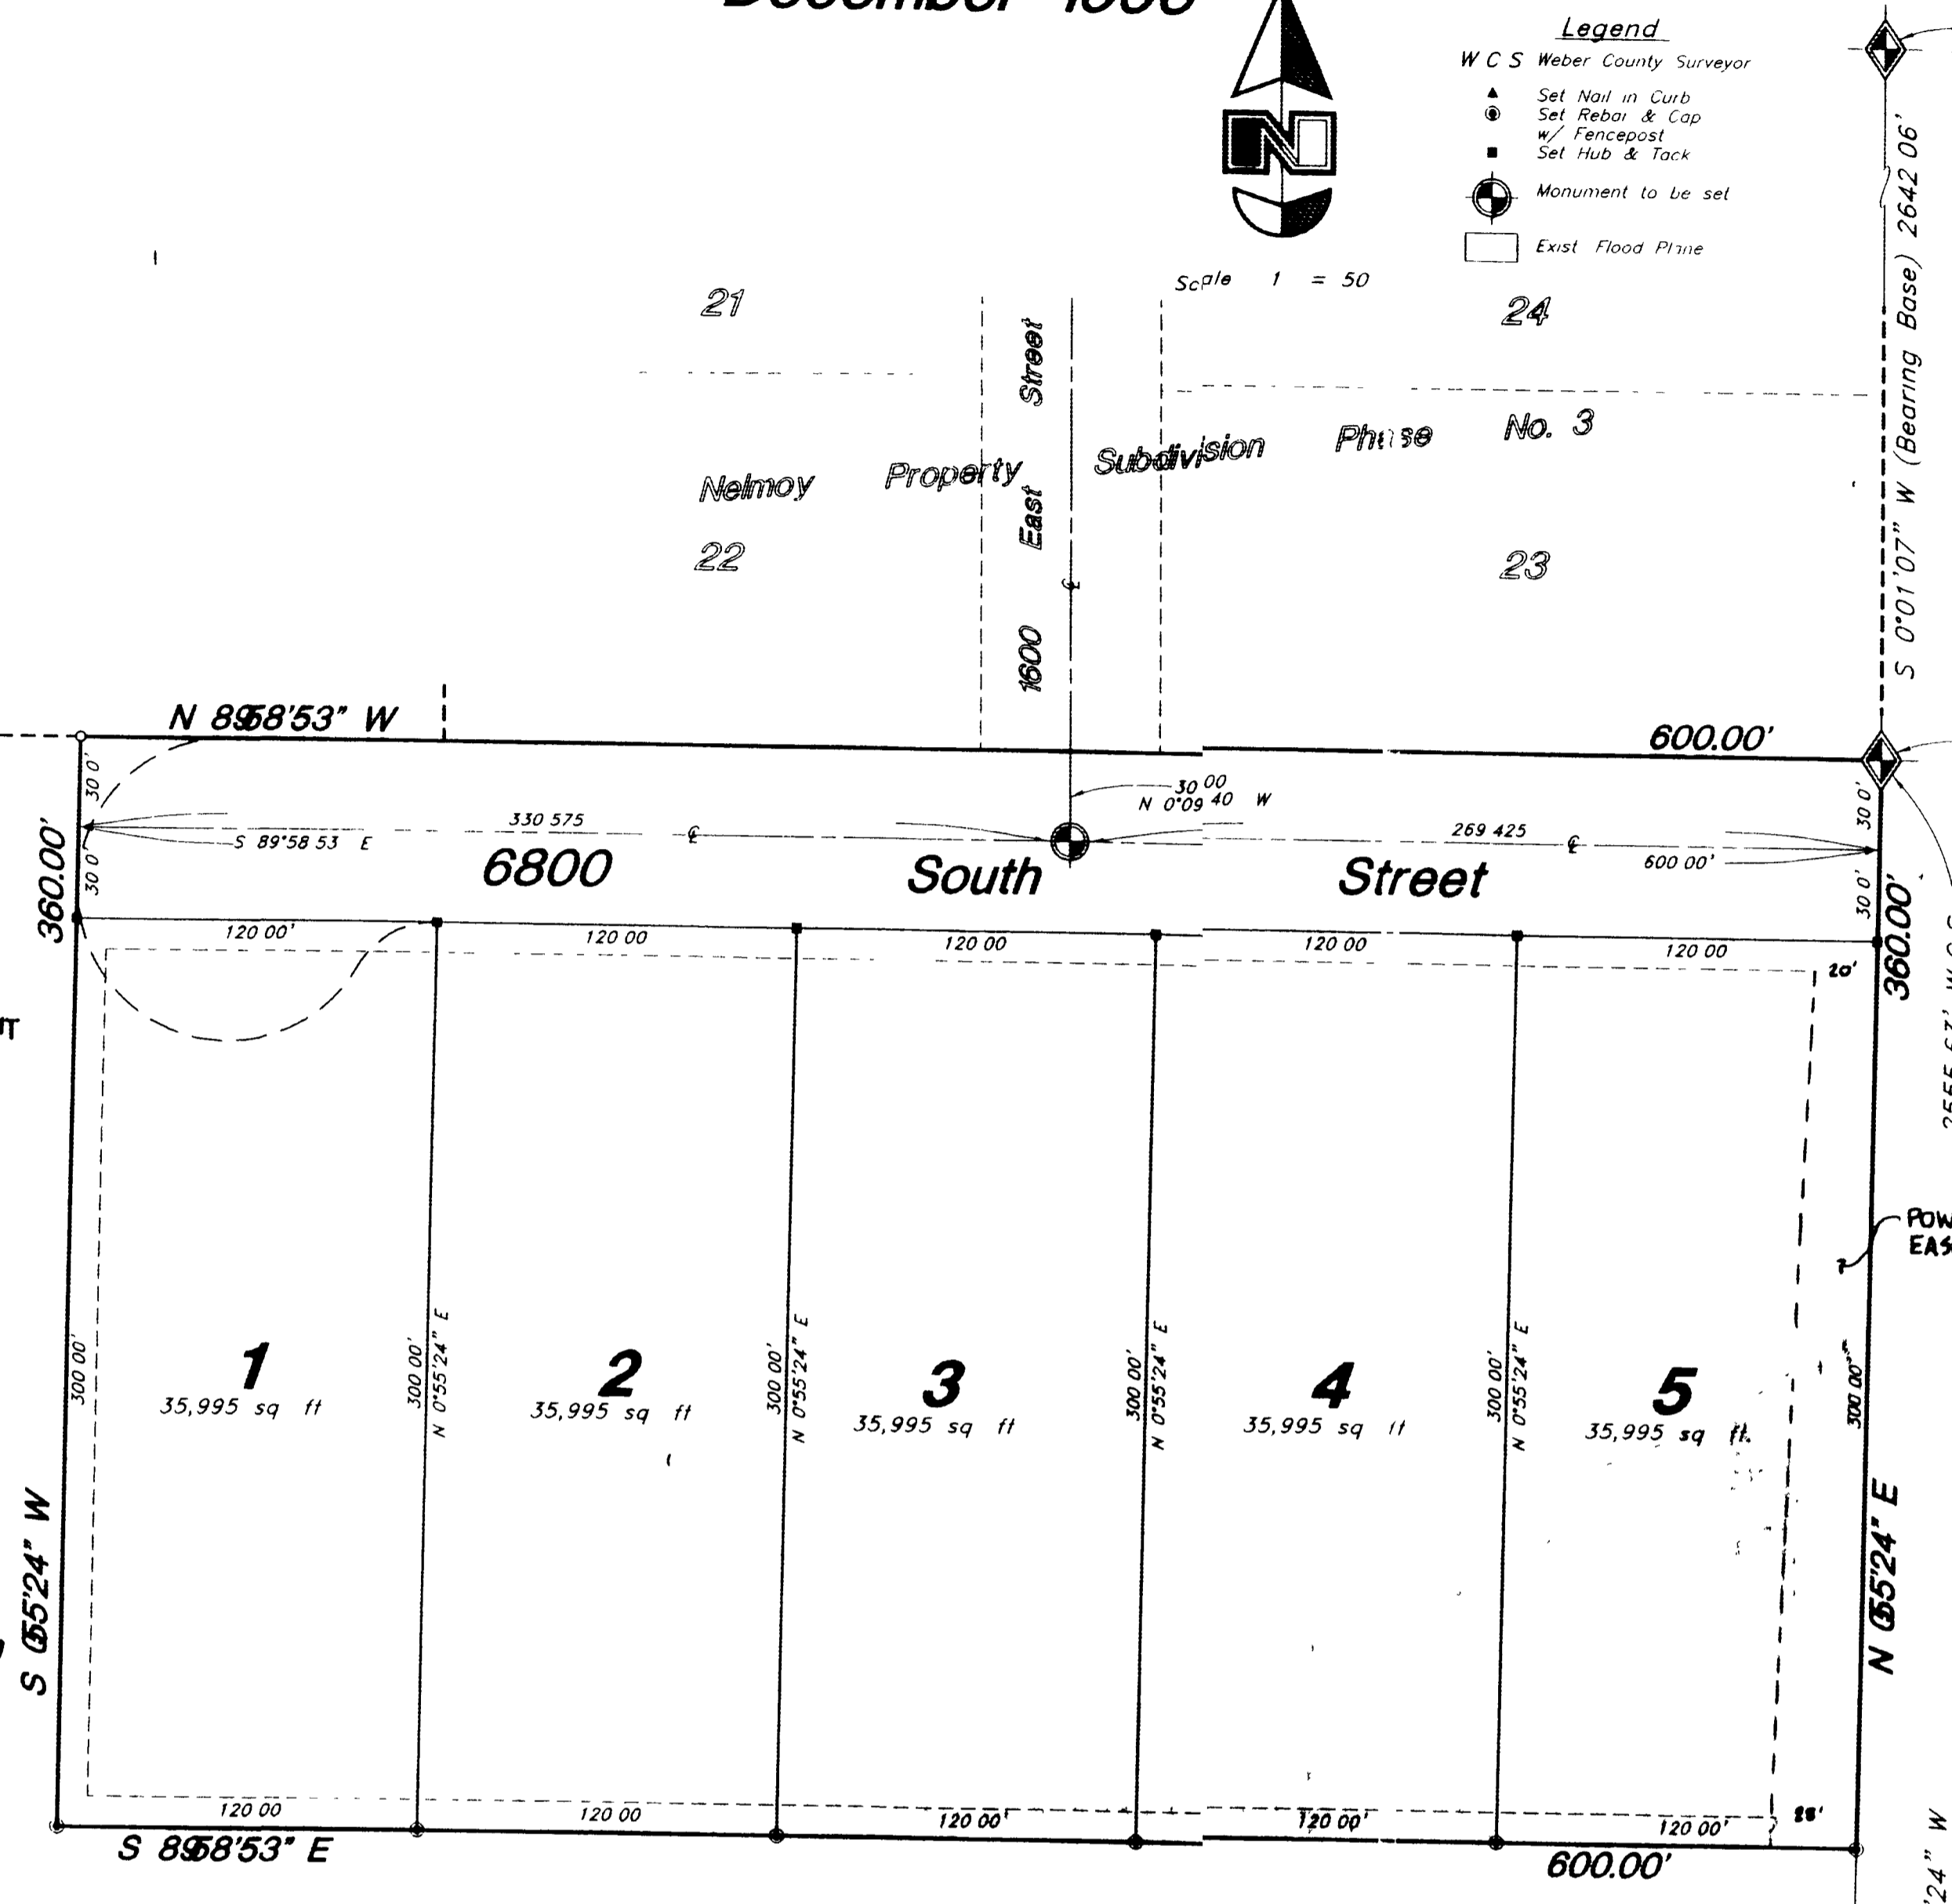 Legend
W C S Weber County Surveyor
Set Nail in Curb
Set Rebar & Cap
w/ Fencepost
Set Hub & Tack
Monument to be set
Exist Flood Plane
N
Scale 1 = 50
S 0°01'07" W (Bearing Base) 2642 06'
21
24
1600 East Street
Nelmoy Property Subdivision Phase No. 3
22
23
N 89°58'53" W
600.00'
30 0'
30 00
N 0°09 40 W
30 0'
330 575
269 425
S 89°58 53 E
600 00'
30 0'
6800 South Street
30 0'
360.00'
360.00'
120 00'
120 00
120 00
120 00
120 00
20'
POW
EAS
300 00'
1
35,995 sq ft
300 00'
N 0°55'24" E
2
35,995 sq ft
300 00'
N 0°55'24" E
3
35,995 sq ft
300 00'
N 0°55'24" E
4
35,995 sq ft
300 00'
N 0°55'24" E
5
35,995 sq ft.
300 00'
S 0°55'24" W
N 0°55'24" E
120 00
120 00
120 00'
120 00'
120 00'
S 89°58'53" E
600.00'
'24" W